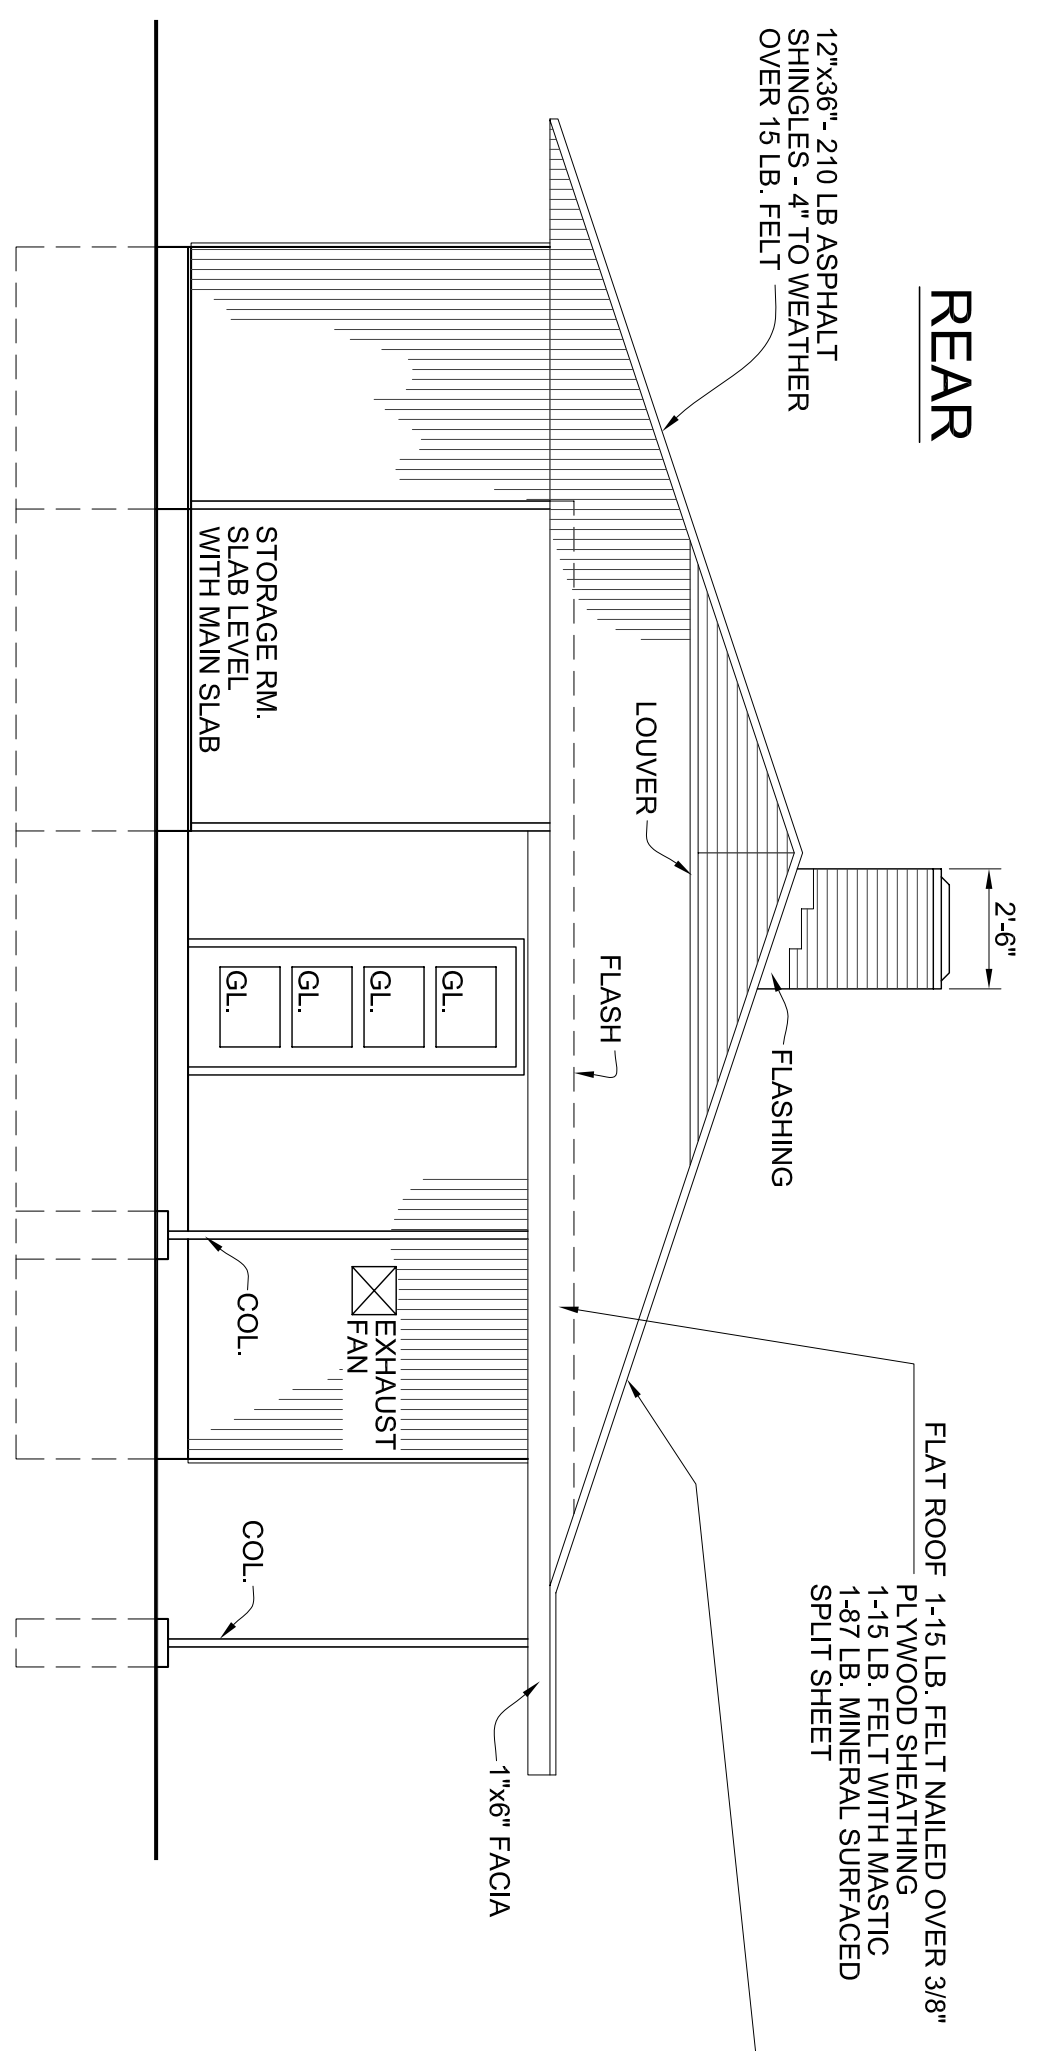 REAR
12"x36"- 210 LB ASPHALT
SHINGLES - 4" TO WEATHER
OVER 15 LB. FELT
2'-6"
FLASHING
LOUVER
FLASH
FLAT ROOF 1-15 LB. FELT NAILED OVER 3/8"
PLYWOOD SHEATHING
1-15 LB. FELT WITH MASTIC
1-87 LB. MINERAL SURFACED
SPLIT SHEET
1"x6" FACIA
STORAGE RM.
SLAB LEVEL
WITH MAIN SLAB
GL.
GL.
GL.
GL.
EXHAUST
FAN
COL.
COL.